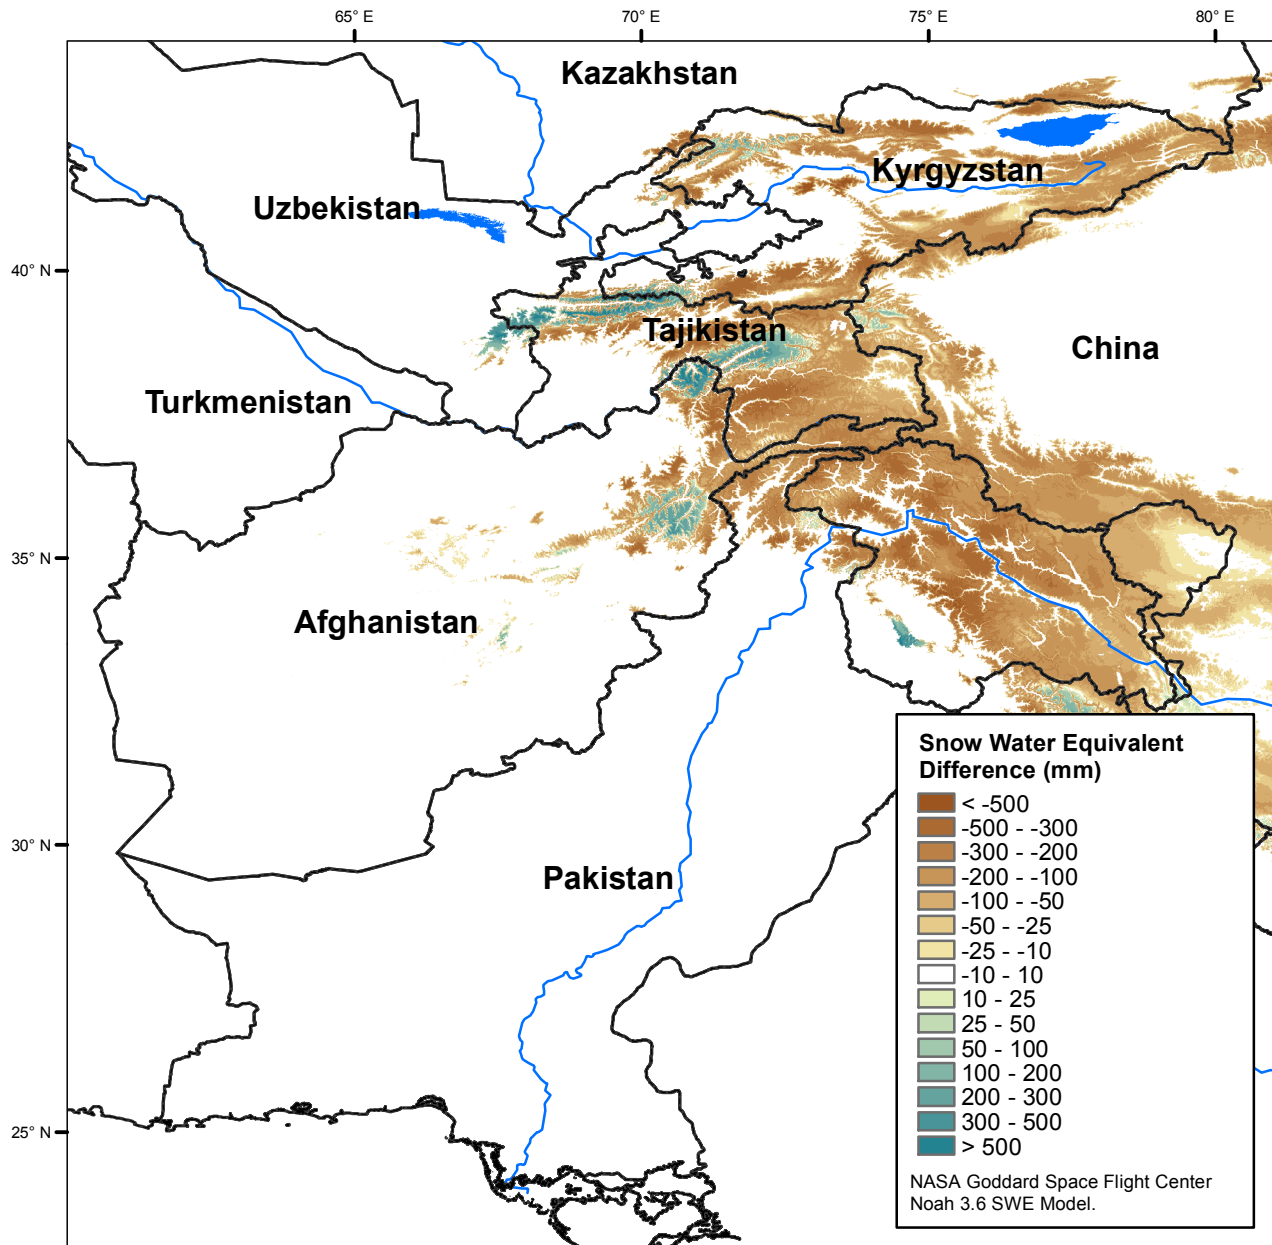 65° E
70° E
75° E
80° E
Kazakhstan
Kyrgyzstan
Uzbekistan
40° N
Tajikistan
China
Turkmenistan
35° N
Afghanistan
Snow Water Equivalent
Difference (mm)
< -500
-500 - -300
-300 - -200
-200 - -100
-100 - -50
-50 - -25
-25 - -10
-10 - 10
10 - 25
25 - 50
50 - 100
100 - 200
200 - 300
300 - 500
> 500
NASA Goddard Space Flight Center
Noah 3.6 SWE Model.
30° N
Pakistan
25° N